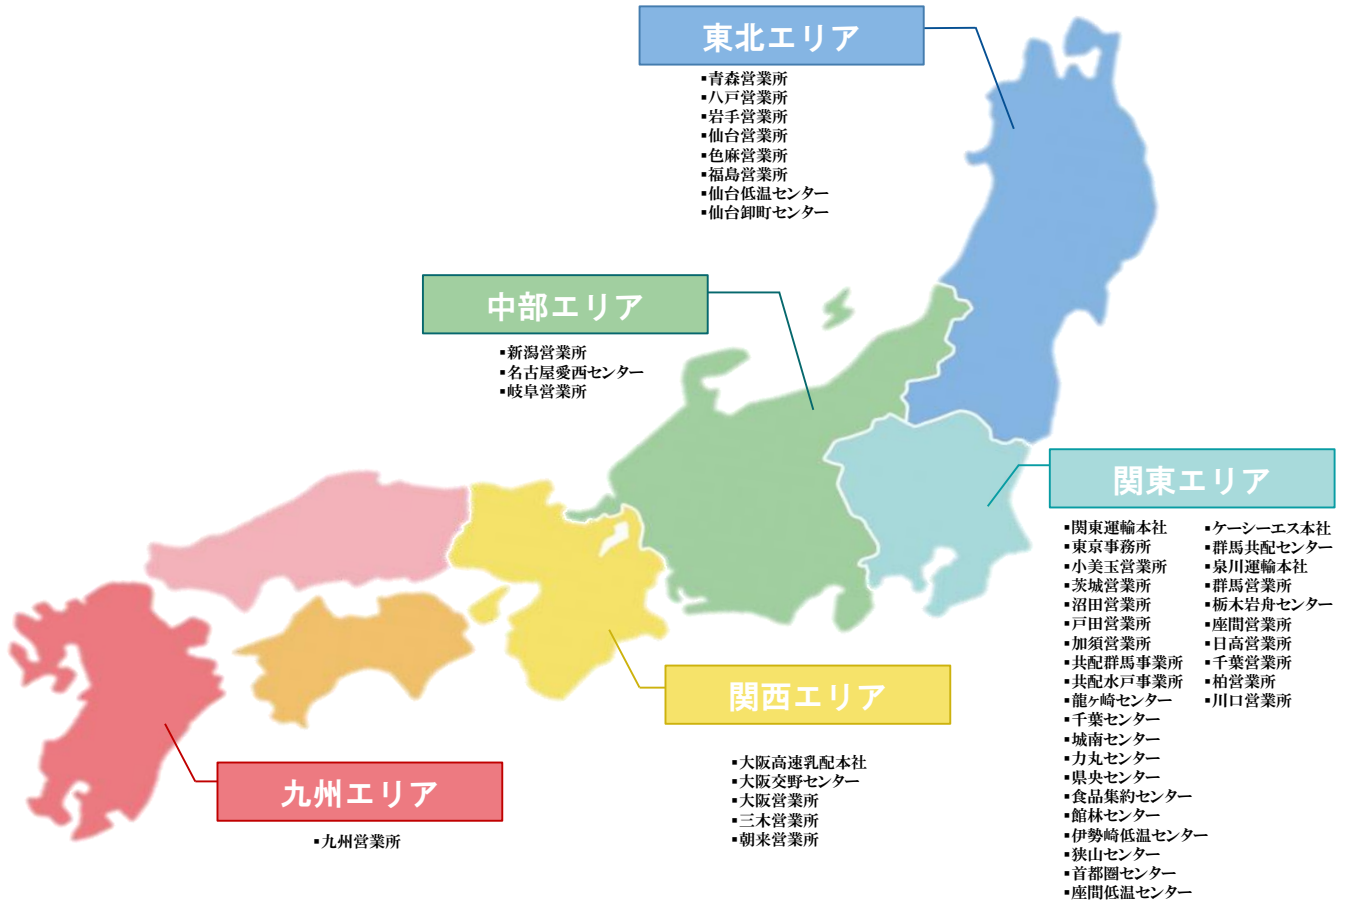 東北エリア
▪青森営業所
▪八戸営業所
▪岩手営業所
▪仙台営業所
▪色麻営業所
▪福島営業所
▪仙台低温センター
▪仙台卸町センター
中部エリア
▪新潟営業所
▪名古屋愛西センター
▪岐阜営業所
関東エリア
▪関東運輸本社
▪東京事務所
▪小美玉営業所
▪茨城営業所
▪沼田営業所
▪戸田営業所
▪加須営業所
▪共配群馬事業所
▪共配水戸事業所
▪龍ヶ崎センター
▪千葉センター
▪城南センター
▪力丸センター
▪県央センター
▪食品集約センター
▪館林センター
▪伊勢崎低温センター
▪狭山センター
▪首都圏センター
▪座間低温センター
▪ケーシーエス本社
▪群馬共配センター
▪泉川運輸本社
▪群馬営業所
▪栃木岩舟センター
▪座間営業所
▪日高営業所
▪千葉営業所
▪柏営業所
▪川口営業所
関西エリア
▪大阪高速乳配本社
▪大阪交野センター
▪大阪営業所
▪三木営業所
▪朝来営業所
九州エリア
▪九州営業所